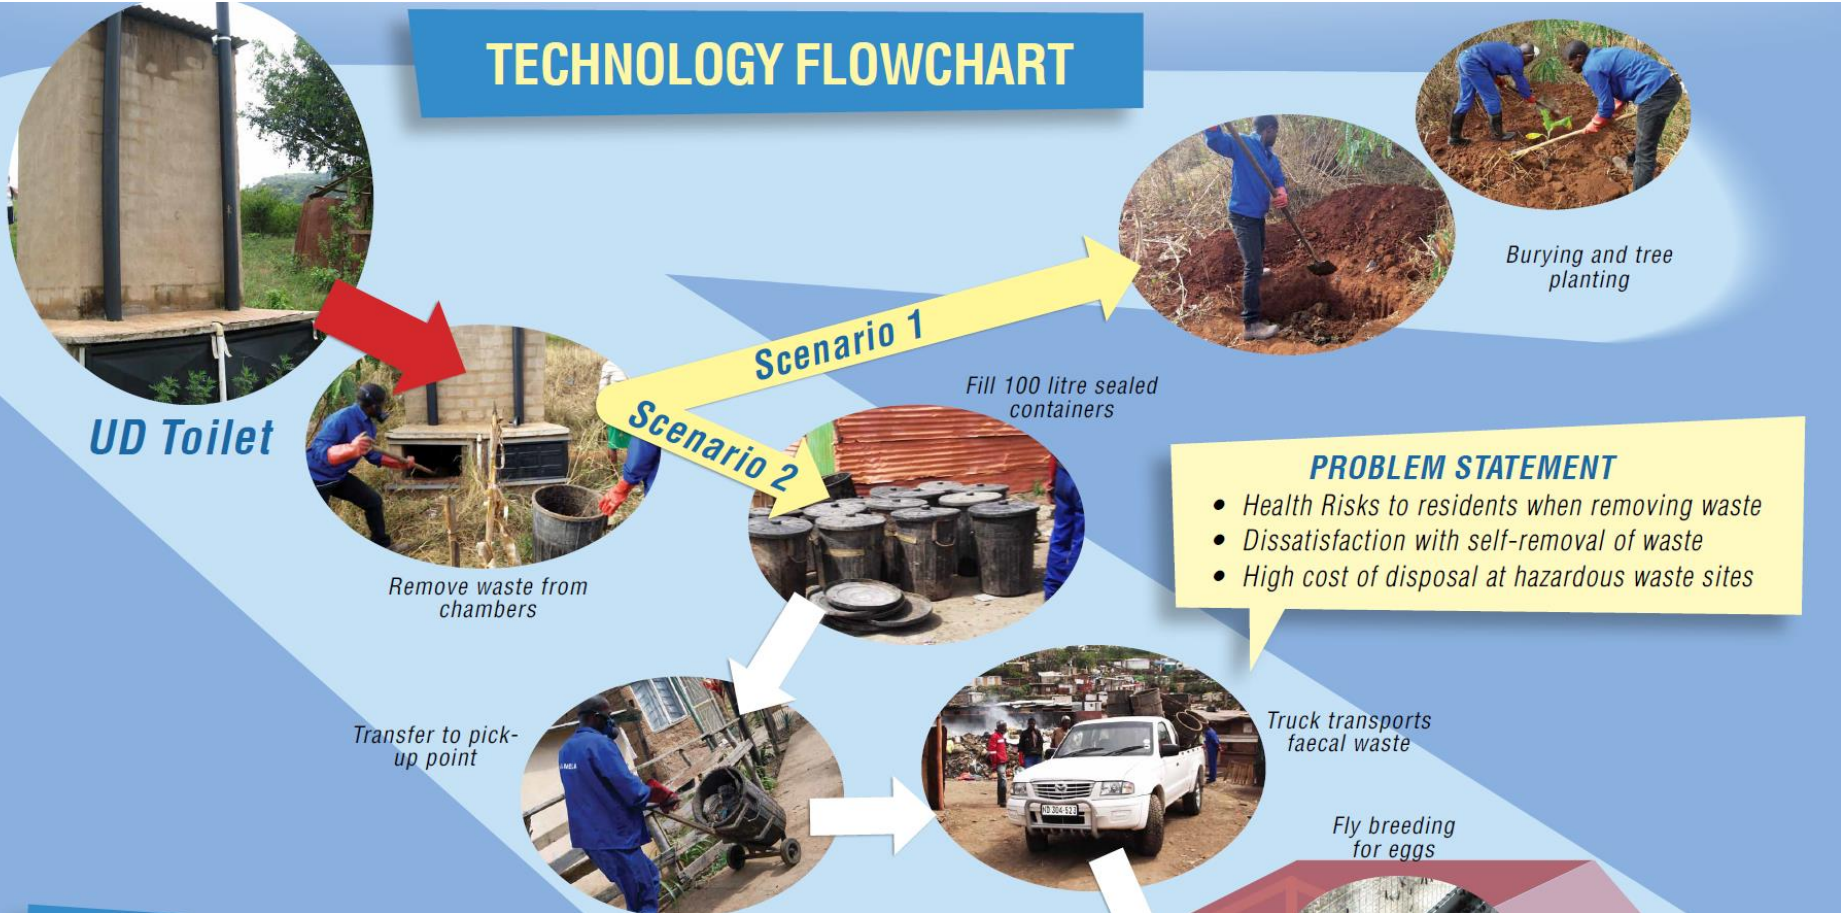 TECHNOLOGY FLOWCHART
Burying and tree
planting
Scenario 1
Fill 100 litre sealed
containers
UD Toilet
Scenario 2
PROBLEM STATEMENT
• Health Risks to residents when removing waste
• Dissatisfaction with self-removal of waste
• High cost of disposal at hazardous waste sites
Remove waste from
chambers
Transfer to pick-
up point
Truck transports
faecal waste
ND 304-523
Fly breeding
for eggs